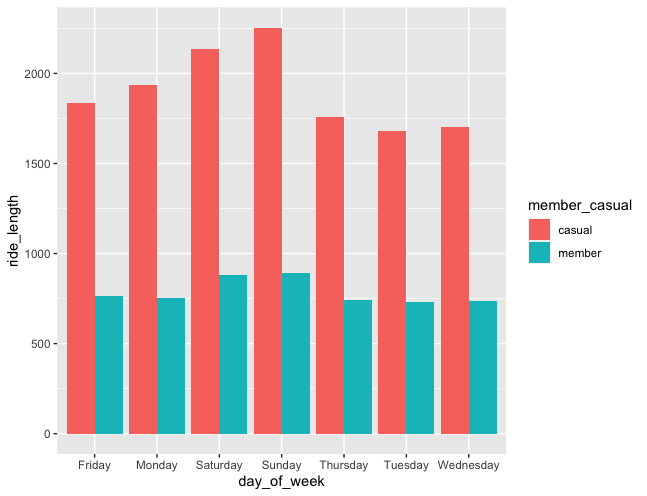 ride_length
2000
1500
1000
500
0
Friday Monday Saturday Sunday Thursday Tuesday Wednesday
day_of_week
member_casual
casual
member